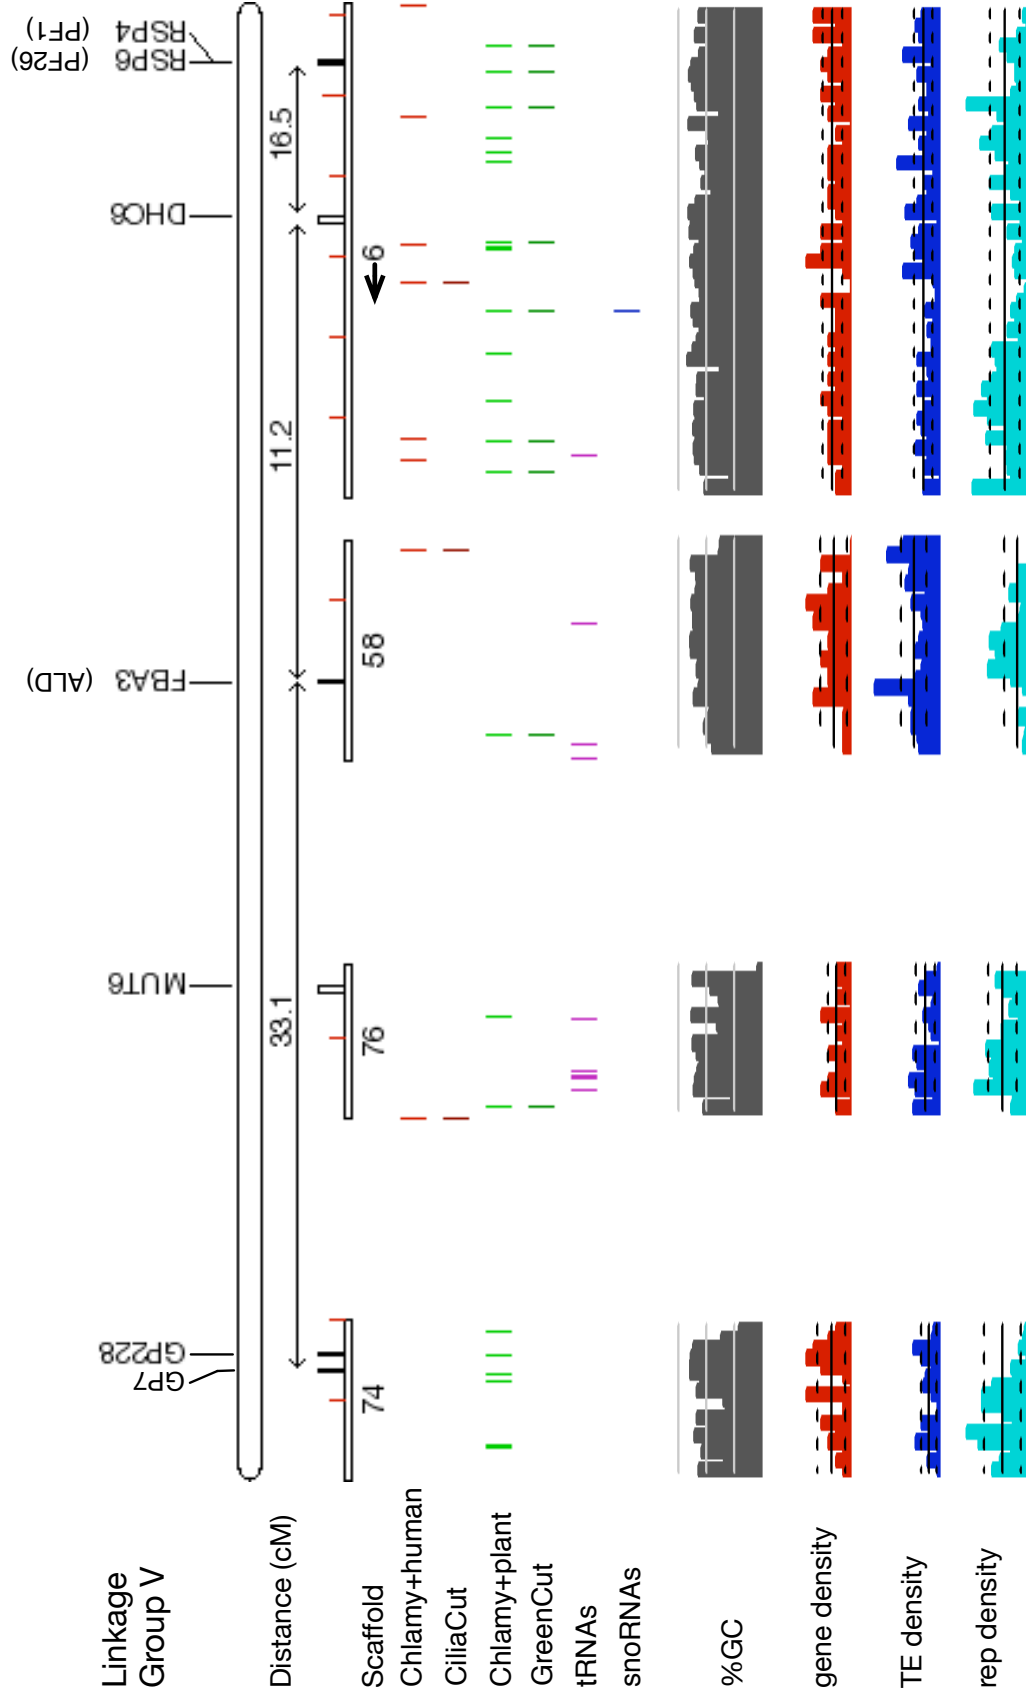 Linkage
Group V
GP7
GP228
MUT6
FBA3
(ALD)
DHC8
RSP6
(PF26)
RSP4
(PF1)
Distance (cM)
33.1
11.2
16.5
Scaffold
74
76
58
6
Chlamy+human
CiliaCut
Chlamy+plant
GreenCut
tRNAs
snoRNAs
%GC
gene density
TE density
rep density